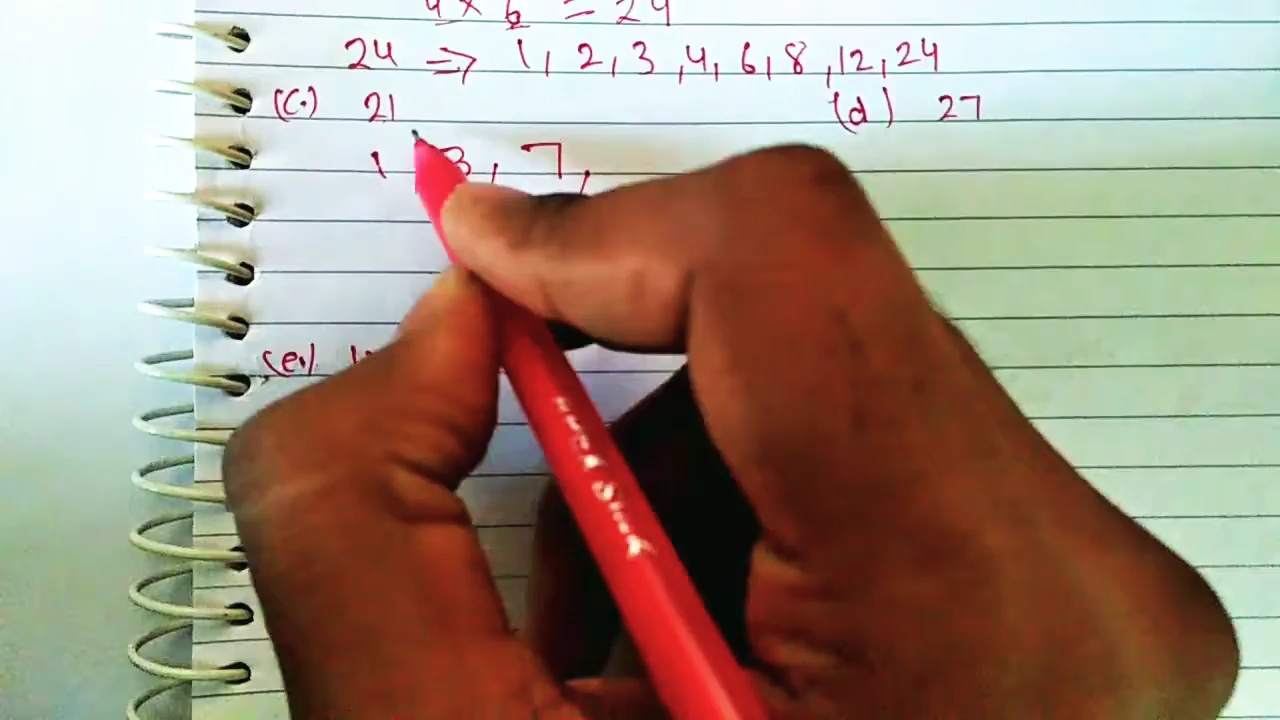 4 × 6 = 24
24 ⇒ 1, 2, 3, 4, 6, 8, 12, 24
(c.) 21 (d) 27
1 3, 7,
(e.)